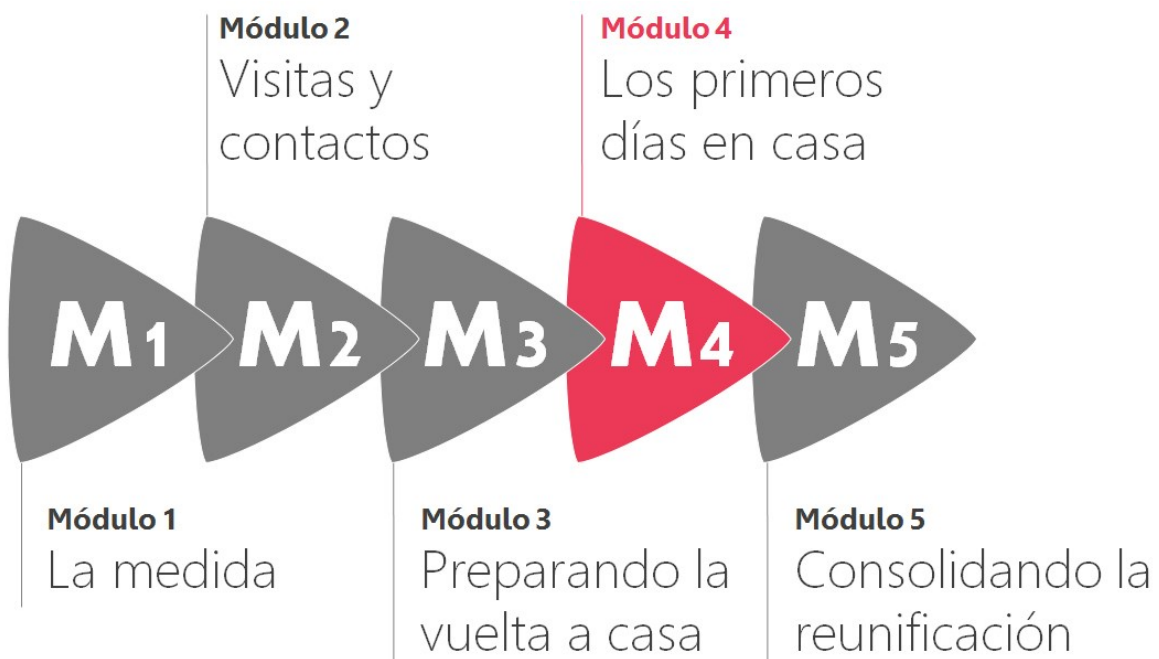 Módulo 2
Visitas y
contactos
Módulo 4
Los primeros
días en casa
M1
M2
M3
M4
M5
Módulo 1
La medida
Módulo 3
Preparando la
vuelta a casa
Módulo 5
Consolidando la
reunificación